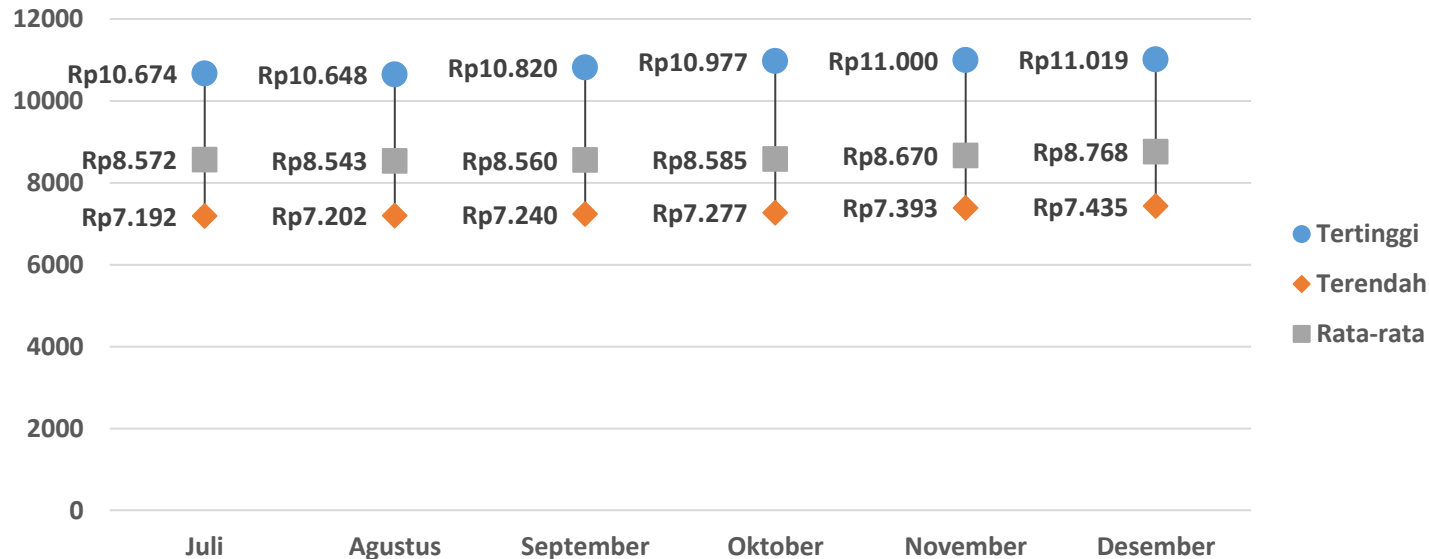 12000
10000
8000
6000
4000
2000
0
Rp10.674
Rp10.648
Rp10.820
Rp10.977
Rp11.000
Rp11.019
Rp8.572
Rp8.543
Rp8.560
Rp8.585
Rp8.670
Rp8.768
Rp7.192
Rp7.202
Rp7.240
Rp7.277
Rp7.393
Rp7.435
Juli
Agustus
September
Oktober
November
Desember
Tertinggi
Terendah
Rata-rata